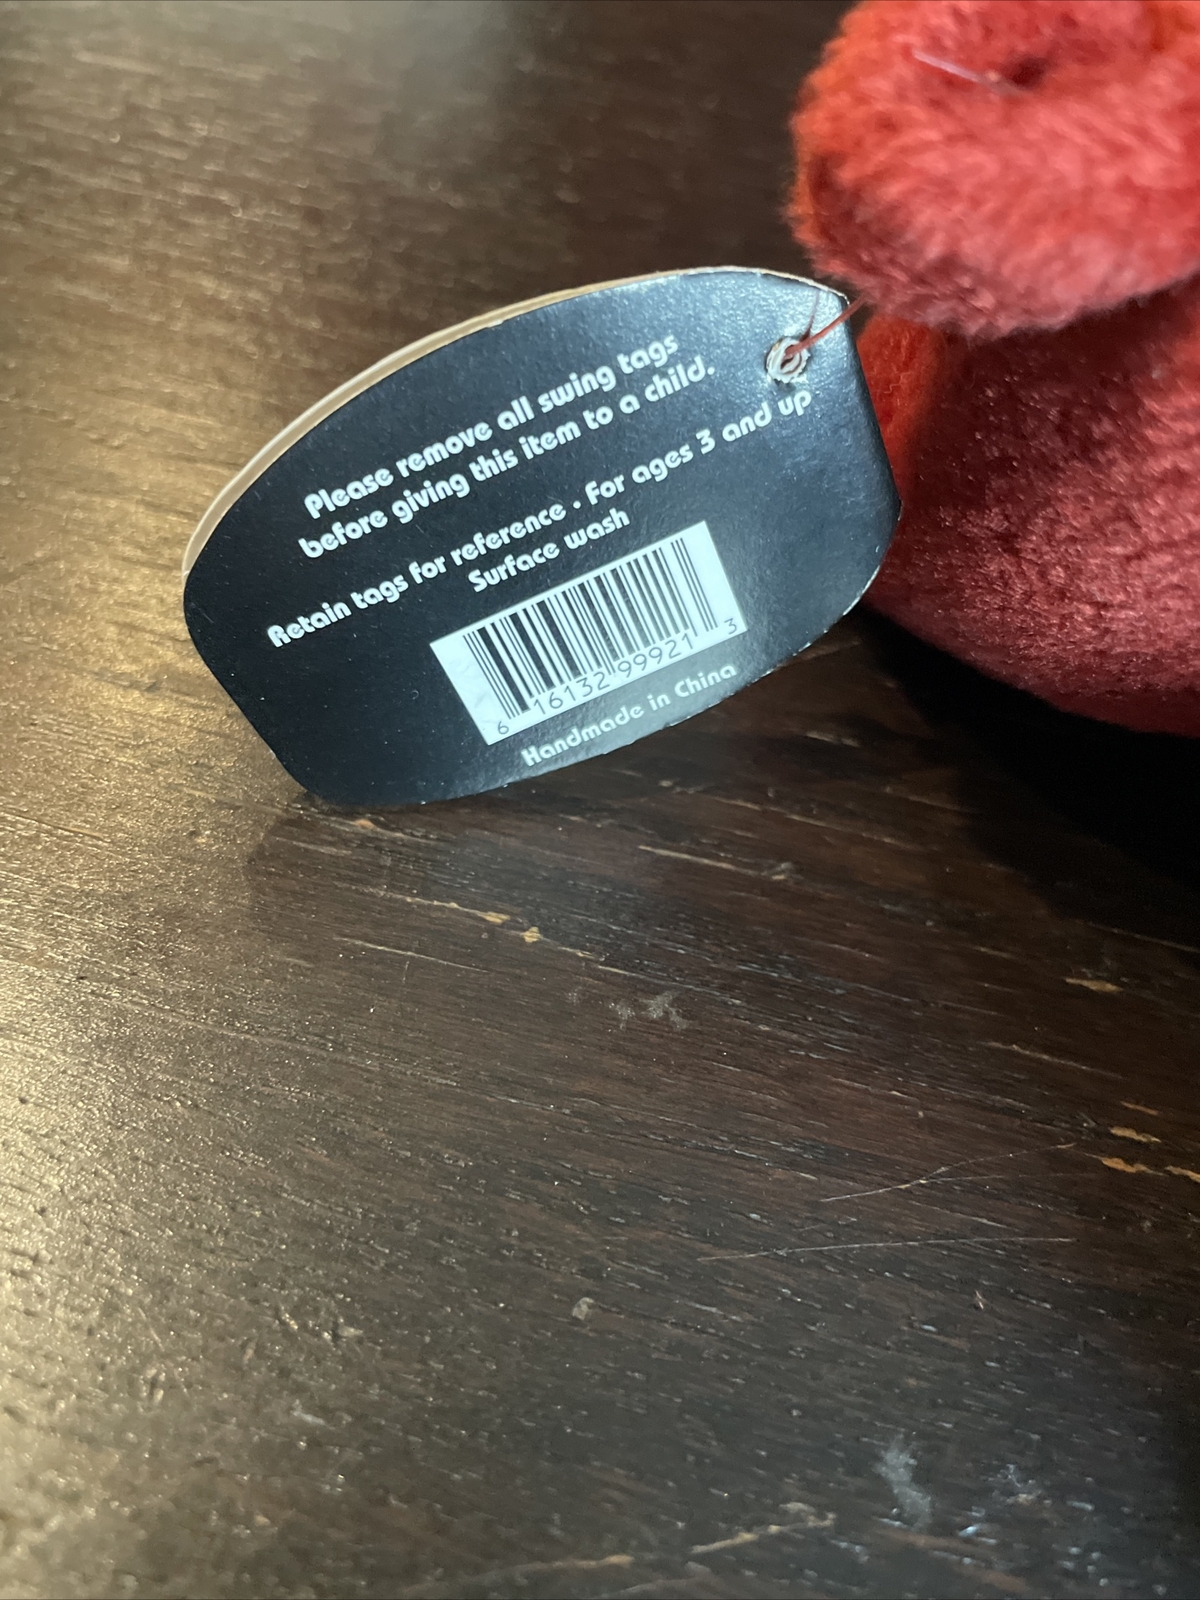 Please remove all swing tags
before giving this item to a child.
Retain tags for reference · For ages 3 and up
Surface wash
6 16132 99921 3
Handmade in China